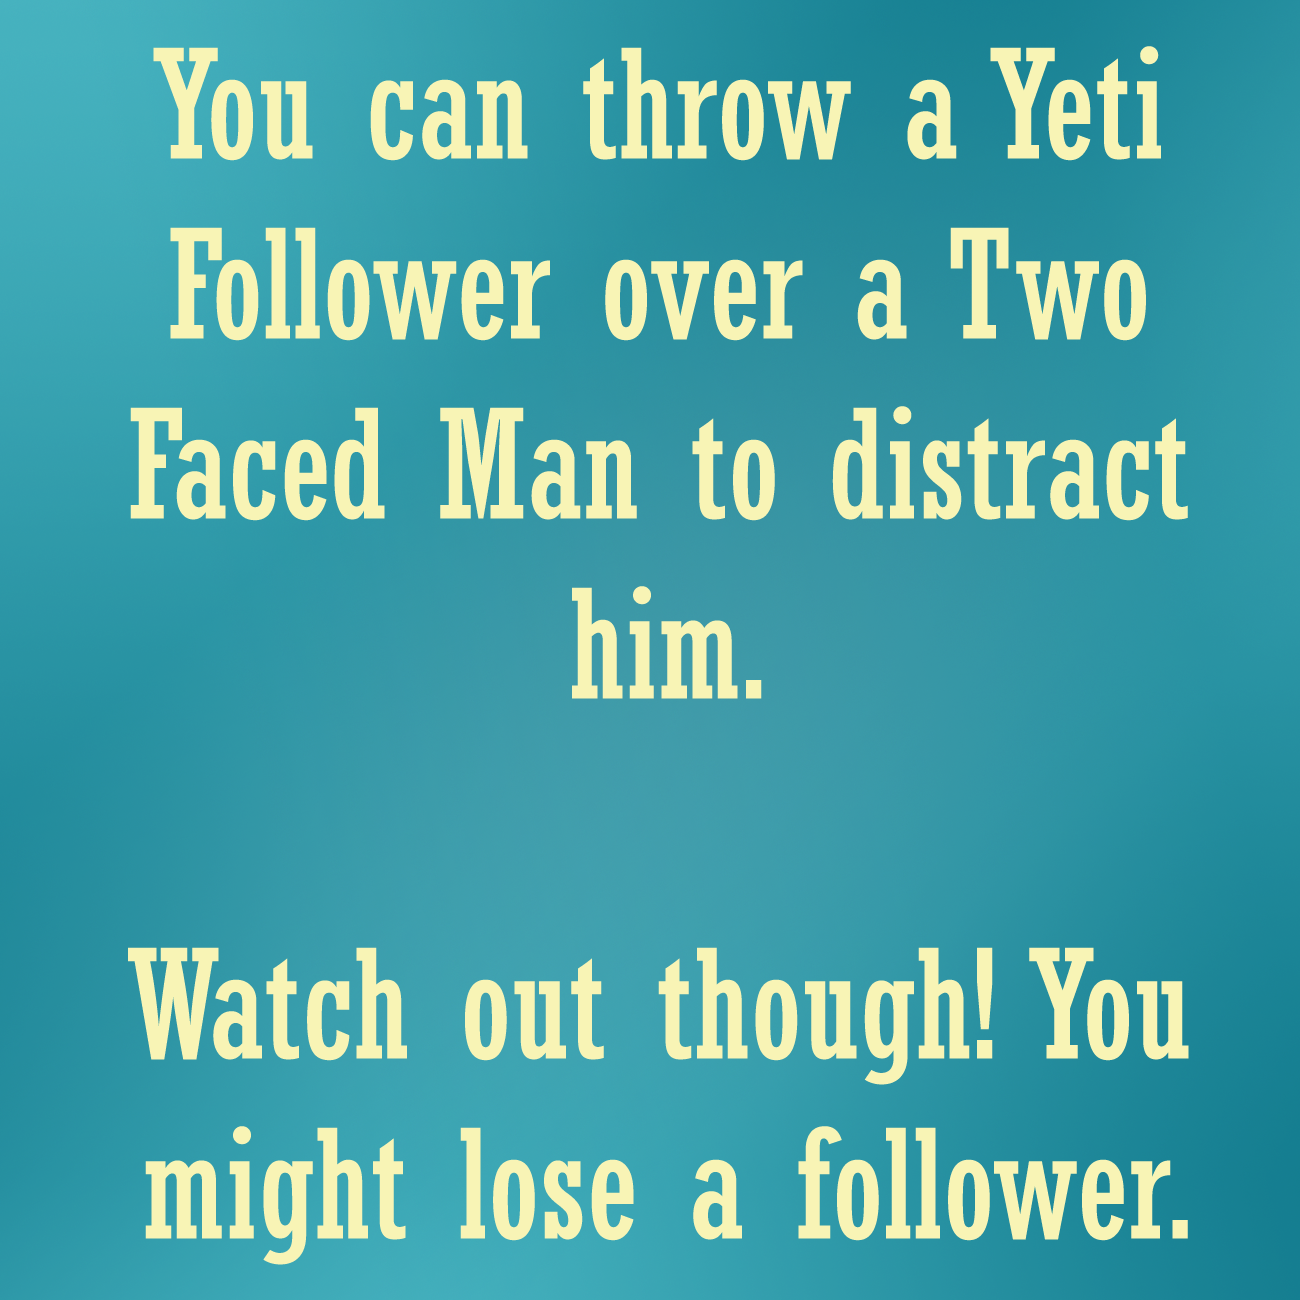 You can throw a Yeti
Follower over a Two
Faced Man to distract
him.
Watch out though! You
might lose a follower.